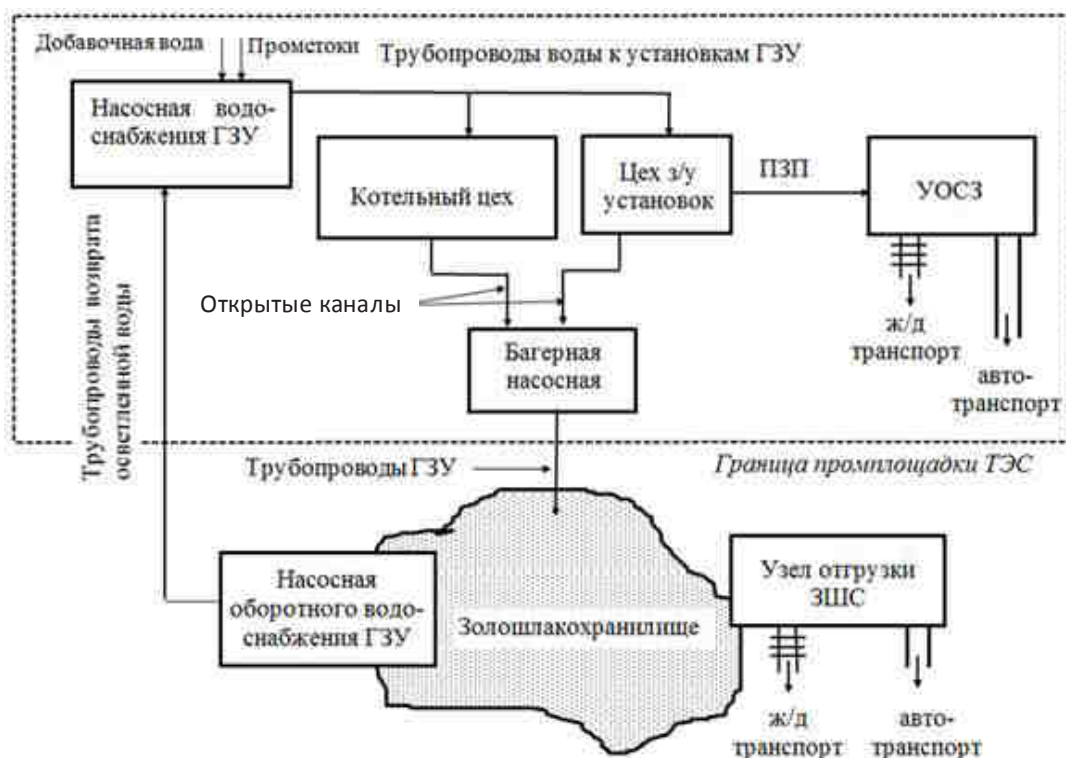 Добавочная вода
Прометоки
Трубопроводы воды к установкам ГЗУ
Насосная водо-
снабжения ГЗУ
Котельный цех
Цех з/у
установок
ПЗП
УОСЗ
Открытые каналы
ж/д
транспорт
авто-
транспорт
Багерная
насосная
Трубопроводы возврата
осветленной воды
Трубопроводы ГЗУ
Граница промплощадки ТЭС
Насосная
оборотного водо-
снабжения ГЗУ
Золошлакохранилище
Узел отгрузки
ЗШС
ж/д
транспорт
авто-
транспорт